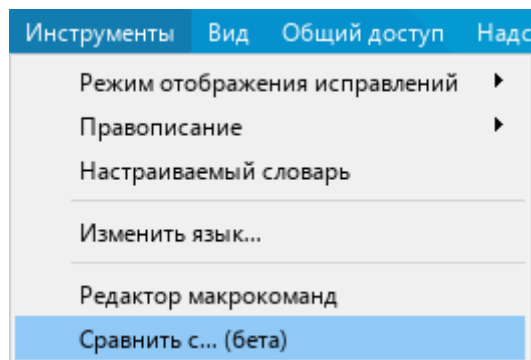 Инструменты Вид Общий доступ
Режим отображения исправлений
Правописание
Настраиваемый словарь
Изменить язык...
Редактор макрокоманд
Сравнить с... (бета)